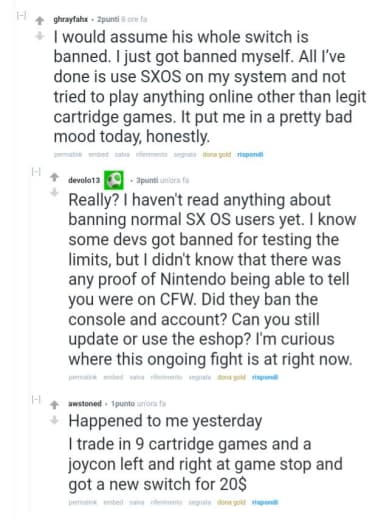 [-] ghrayfahx • 2punti 6 ore fa
I would assume his whole switch is
banned. I just got banned myself. All I've
done is use SXOS on my system and not
tried to play anything online other than legit
cartridge games. It put me in a pretty bad
mood today, honestly.
permalink embed salva riferimento segnala dona gold rispondi
[-] devolo13 • 3punti un'ora fa
Really? I haven't read anything about
banning normal SX OS users yet. I know
some devs got banned for testing the
limits, but I didn't know that there was
any proof of Nintendo being able to tell
you were on CFW. Did they ban the
console and account? Can you still
update or use the eshop? I'm curious
where this ongoing fight is at right now.
permalink embed salva riferimento segnala dona gold rispondi
[-] awstoned • 1punto un'ora fa
Happened to me yesterday
I trade in 9 cartridge games and a
joycon left and right at game stop and
got a new switch for 20$
permalink embed salva riferimento segnala dona gold rispondi